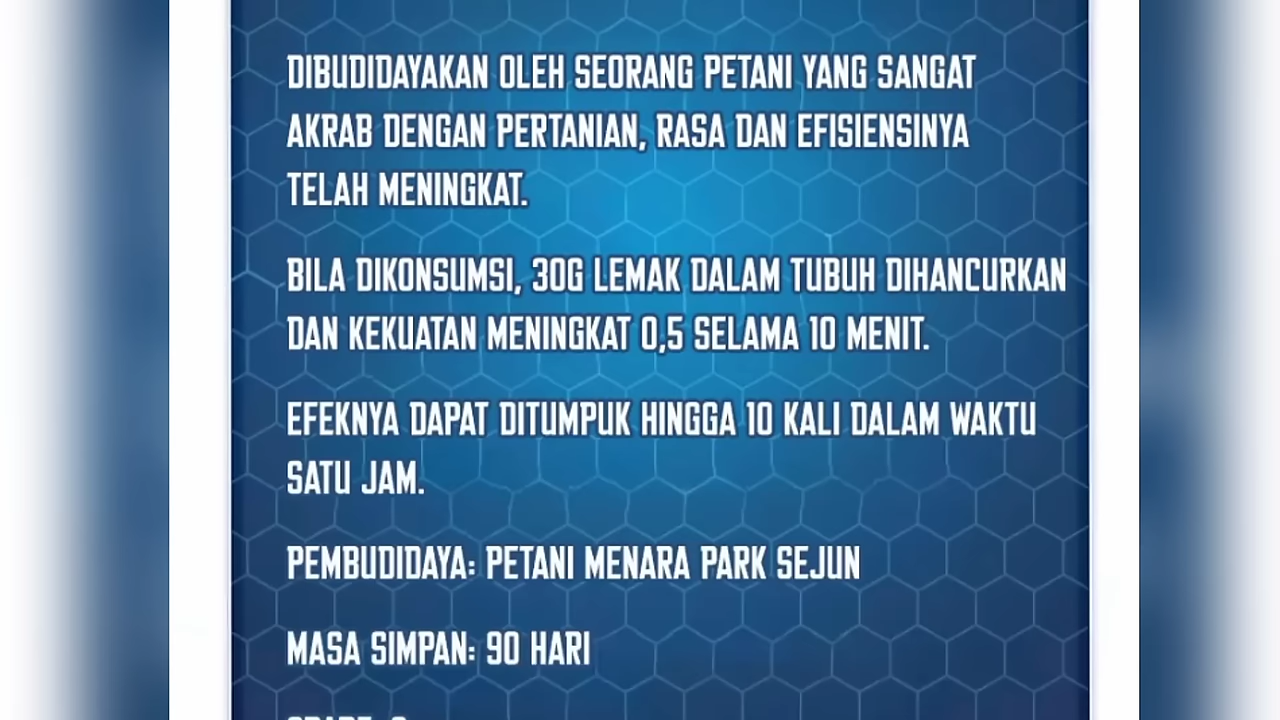 DIBUDIDAYAKAN OLEH SEORANG PETANI YANG SANGAT
AKRAB DENGAN PERTANIAN, RASA DAN EFISIENSINYA
TELAH MENINGKAT.
BILA DIKONSUMSI, 30G LEMAK DALAM TUBUH DIHANCURKAN
DAN KEKUATAN MENINGKAT 0,5 SELAMA 10 MENIT.
EFEKNYA DAPAT DITUMPUK HINGGA 10 KALI DALAM WAKTU
SATU JAM.
PEMBUDIDAYA: PETANI MENARA PARK SEJUN
MASA SIMPAN: 90 HARI